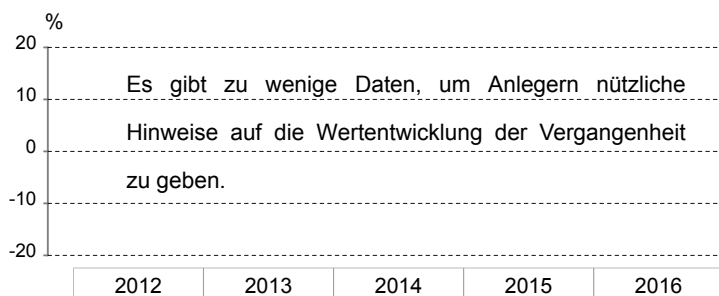 %
20
10
0
-10
-20
Es gibt zu wenige Daten, um Anlegern nützliche
Hinweise auf die Wertentwicklung der Vergangenheit
zu geben.
2012 2013 2014 2015 2016